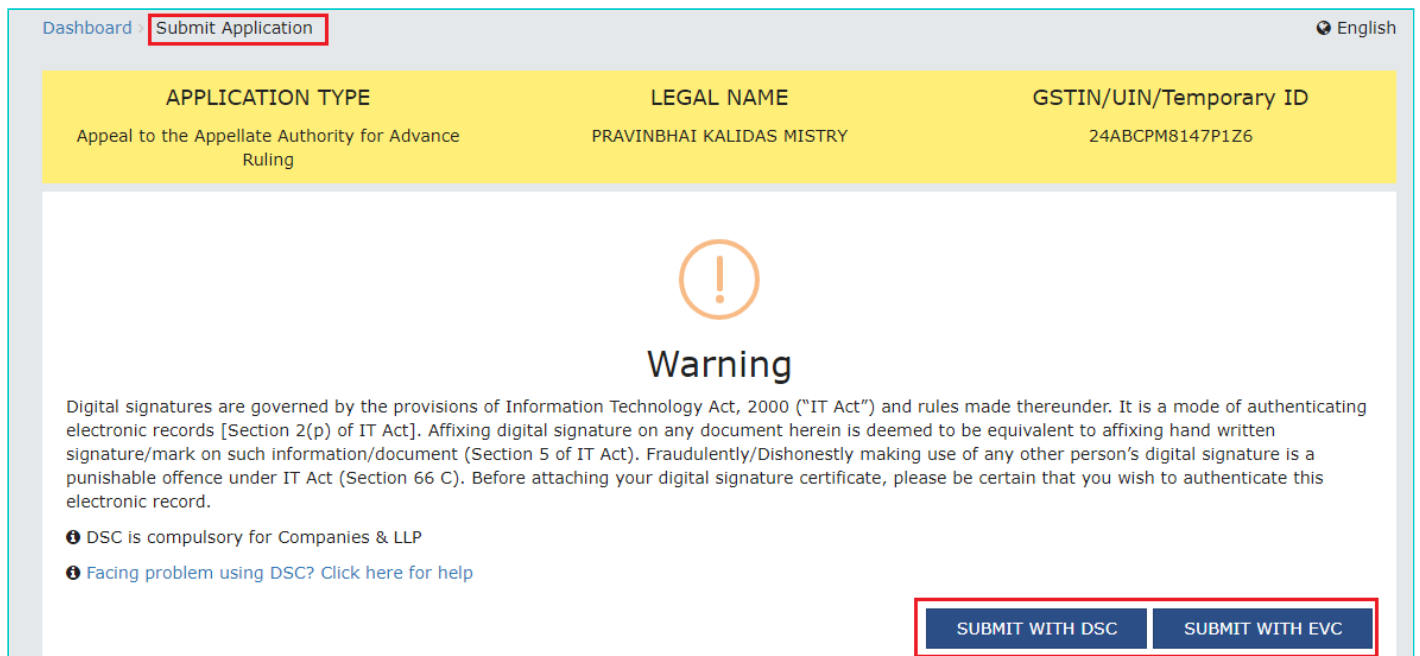 Dashboard › Submit Application
English
APPLICATION TYPE
LEGAL NAME
GSTIN/UIN/Temporary ID
Appeal to the Appellate Authority for Advance
Ruling
PRAVINBHAI KALIDAS MISTRY
24ABCPM8147P1Z6
Warning
Digital signatures are governed by the provisions of Information Technology Act, 2000 (“IT Act”) and rules made thereunder. It is a mode of authenticating
electronic records [Section 2(p) of IT Act]. Affixing digital signature on any document herein is deemed to be equivalent to affixing hand written
signature/mark on such information/document (Section 5 of IT Act). Fraudulently/Dishonestly making use of any other person’s digital signature is a
punishable offence under IT Act (Section 66 C). Before attaching your digital signature certificate, please be certain that you wish to authenticate this
electronic record.
DSC is compulsory for Companies & LLP
Facing problem using DSC? Click here for help
SUBMIT WITH DSC
SUBMIT WITH EVC